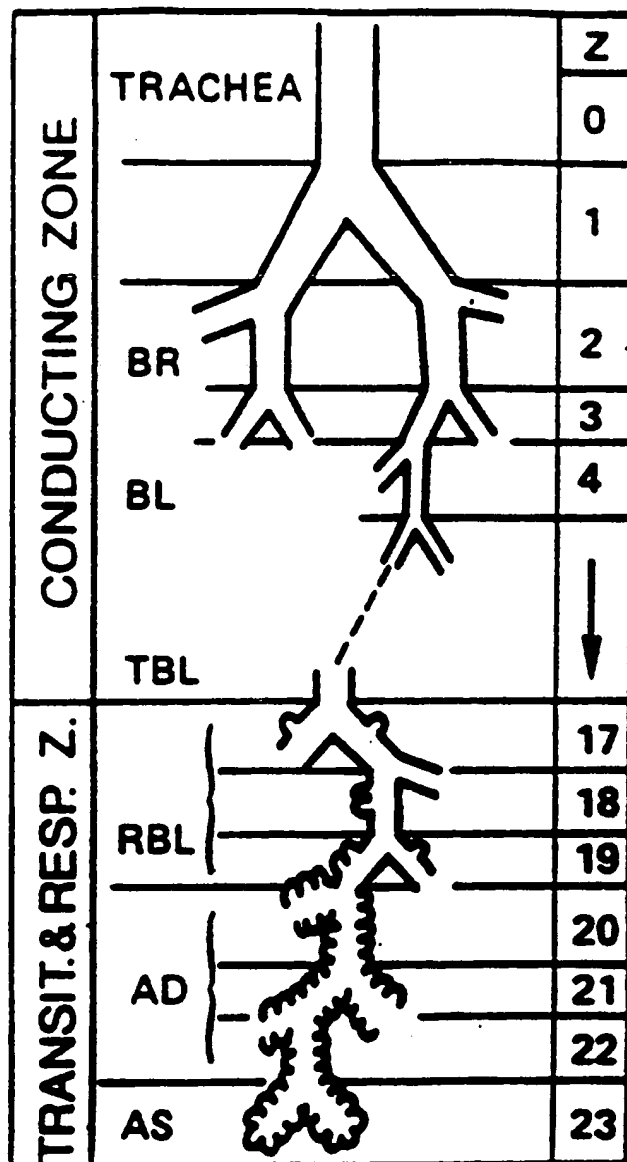 CONDUCTING ZONE
TRANSIT. & RESP. Z.
Z
TRACHEA
0
1
BR
2
3
BL
4
TBL
17
18
RBL
19
20
AD
21
22
AS
23